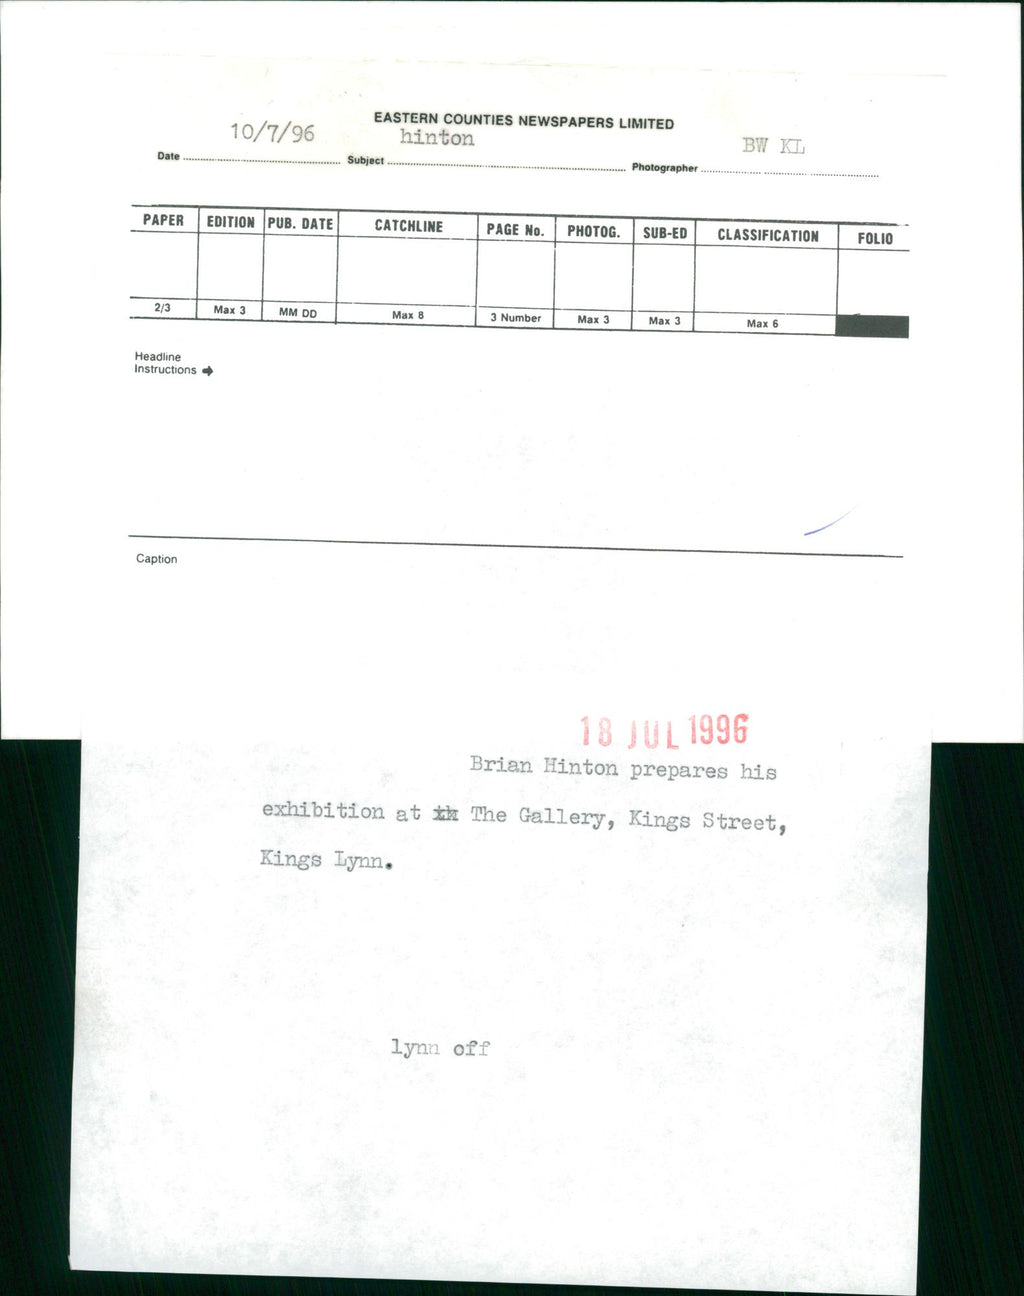 EASTERN COUNTIES NEWSPAPERS LIMITED
10/7/96 hinton BW KL
Date Subject Photographer
PAPER EDITION PUB. DATE CATCHLINE PAGE No. PHOTOG. SUB-ED CLASSIFICATION FOLIO
2/3 Max 3 MM DD Max 8 3 Number Max 3 Max 3 Max 6
Headline
Instructions
Caption
18 JUL 1996
Brian Hinton prepares his
exhibition at The Gallery, Kings Street,
Kings Lynn.
lynn off